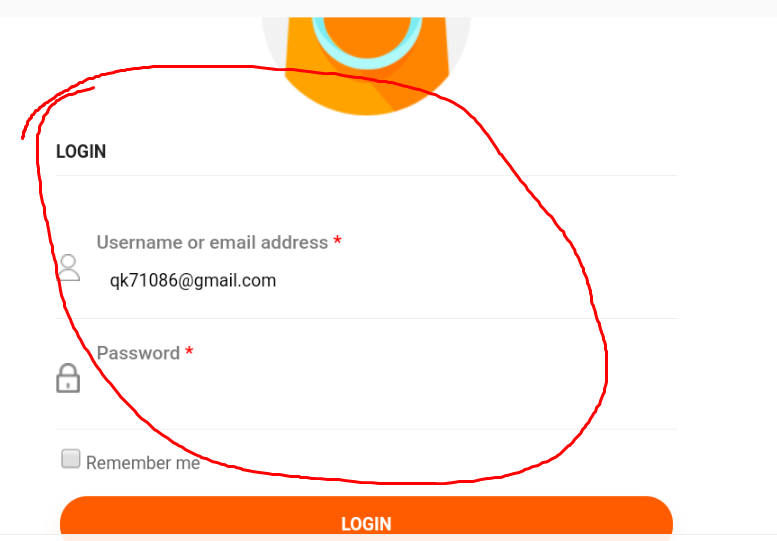 LOGIN
Username or email address *
qk71086@gmail.com
Password *
Remember me
LOGIN